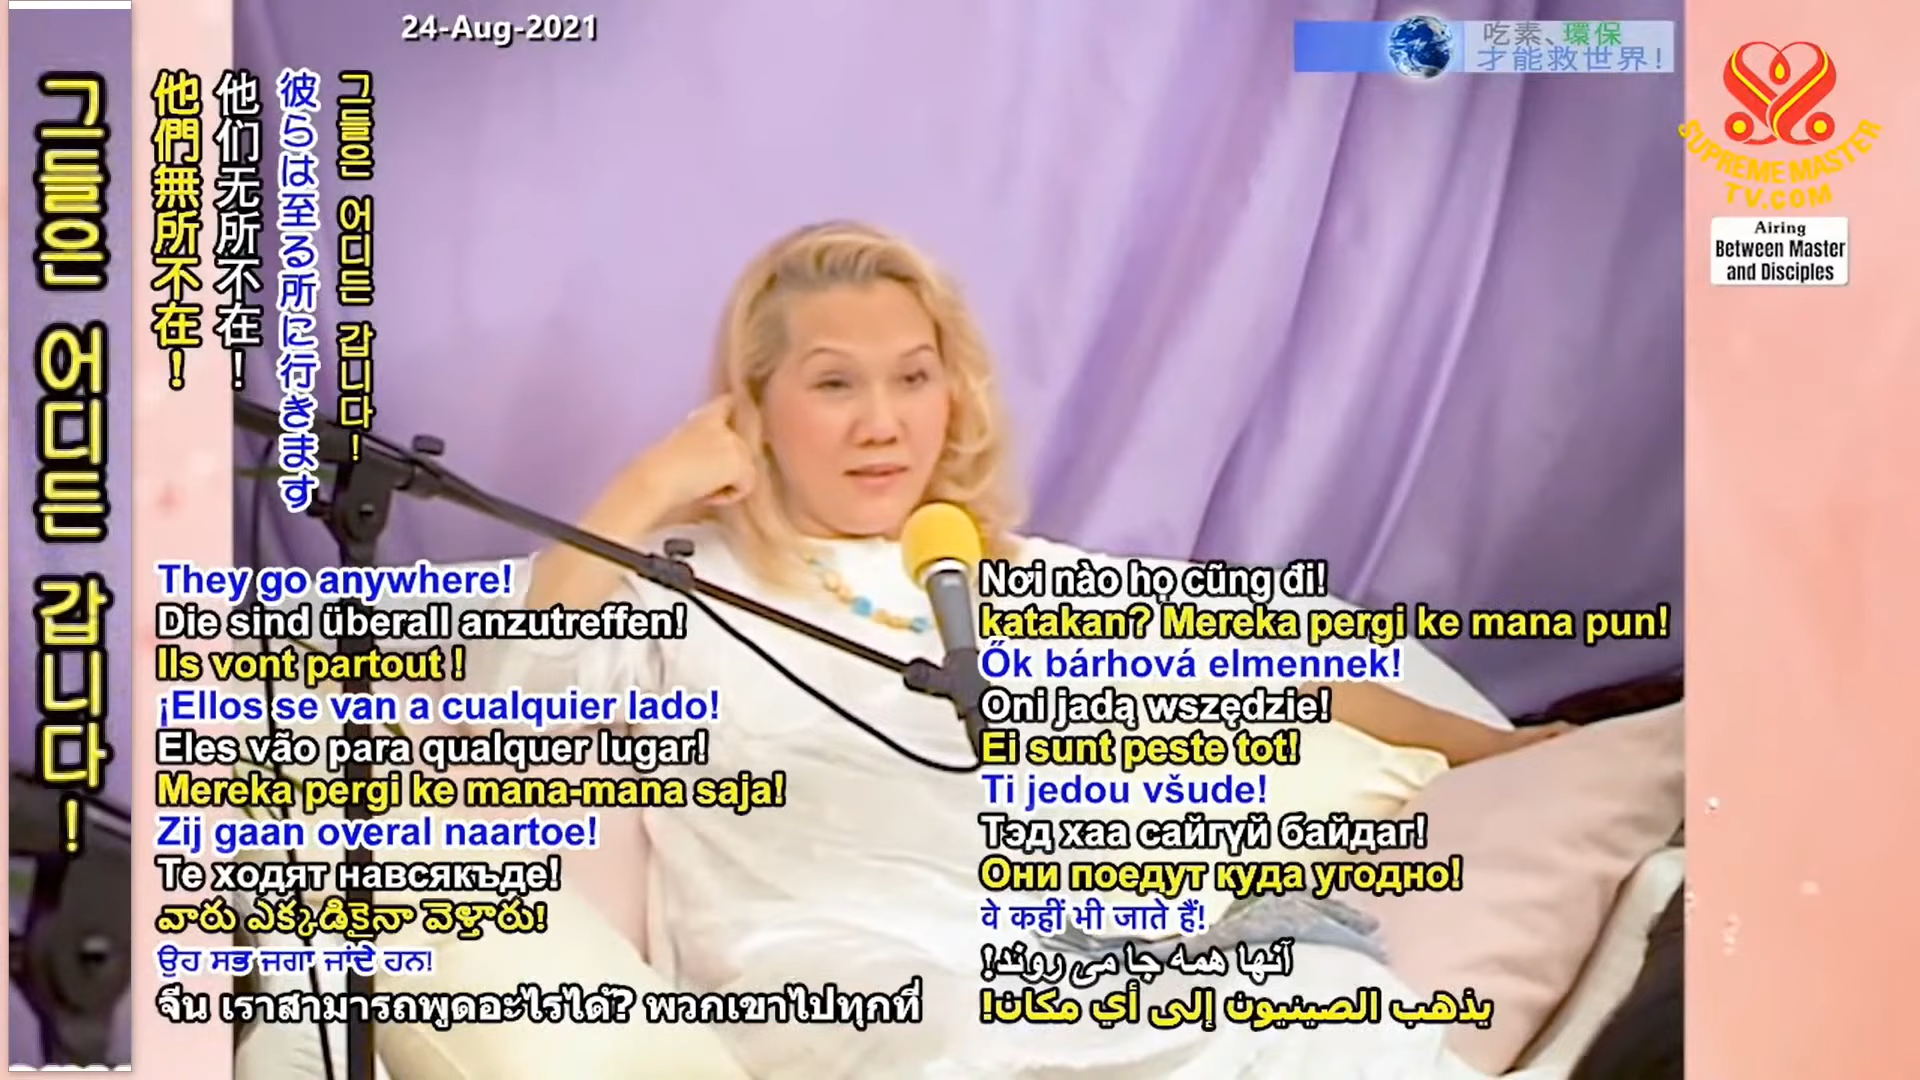 24-Aug-2021
吃素、環保
才能救世界!
SUPREME MASTER
TV.COM
Airing
Between Master
and Disciples
그들은 어디든 갑니다!
他們無所不在!
他们无所不在!
彼らは至る所に行きます
그들은 어디든 갑니다!
They go anywhere!
Die sind überall anzutreffen!
Ils vont partout !
¡Ellos se van a cualquier lado!
Eles vão para qualquer lugar!
Mereka pergi ke mana-mana saja!
Zij gaan overal naartoe!
Те ходят навсякъде!
వారు ఎక్కడికైనా వెళ్తారు!
ਉਹ ਸਭ ਜਗਾ ਜਾਂਦੇ ਹਨ!
จีน เราสามารถพูดอะไรได้? พวกเขาไปทุกที่
Nơi nào họ cũng đi!
katakan? Mereka pergi ke mana pun!
Ők bárhová elmennek!
Oni jadą wszędzie!
Ei sunt peste tot!
Ti jedou všude!
Тэд хаа сайгүй байдаг!
Они поедут куда угодно!
वे कहीं भी जाते हैं!
آنها همه جا می روند!
يذهب الصينيون إلى أي مكان!